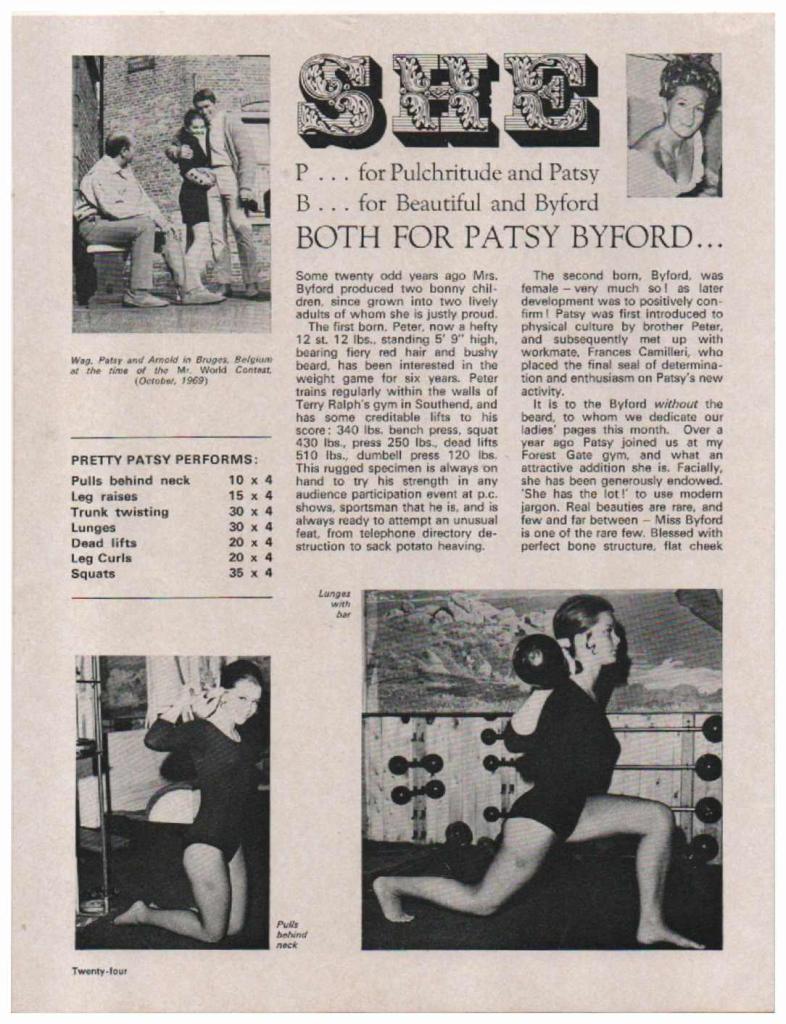 SHE
P ... for Pulchritude and Patsy
B ... for Beautiful and Byford
BOTH FOR PATSY BYFORD...
Wag, Patsy and Arnold in Bruges, Belgium
at the time of the Mr. World Contest.
(October, 1969)
PRETTY PATSY PERFORMS:
Pulls behind neck 10 x 4
Leg raises 15 x 4
Trunk twisting 30 x 4
Lunges 30 x 4
Dead lifts 20 x 4
Leg Curls 20 x 4
Squats 35 x 4
Some twenty odd years ago Mrs.
Byford produced two bonny chil-
dren, since grown into two lively
adults of whom she is justly proud.
The first born, Peter, now a hefty
12 st. 12 lbs., standing 5' 9" high,
bearing fiery red hair and bushy
beard, has been interested in the
weight game for six years. Peter
trains regularly within the walls of
Terry Ralph's gym in Southend, and
has some creditable lifts to his
score: 340 lbs. bench press, squat
430 lbs., press 250 lbs., dead lifts
510 lbs., dumbell press 120 lbs.
This rugged specimen is always on
hand to try his strength in any
audience participation event at p.c.
shows, sportsman that he is, and is
always ready to attempt an unusual
feat, from telephone directory de-
struction to sack potato heaving.
The second born, Byford, was
female – very much so! as later
development was to positively con-
firm! Patsy was first introduced to
physical culture by brother Peter,
and subsequently met up with
workmate, Frances Camilleri, who
placed the final seal of determina-
tion and enthusiasm on Patsy's new
activity.
It is to the Byford without the
beard, to whom we dedicate our
ladies' pages this month. Over a
year ago Patsy joined us at my
Forest Gate gym, and what an
attractive addition she is. Facially,
she has been generously endowed.
'She has the lot!' to use modern
jargon. Real beauties are rare, and
few and far between – Miss Byford
is one of the rare few. Blessed with
perfect bone structure, flat cheek
Lunges
with
bar
Pulls
behind
neck
Twenty-four